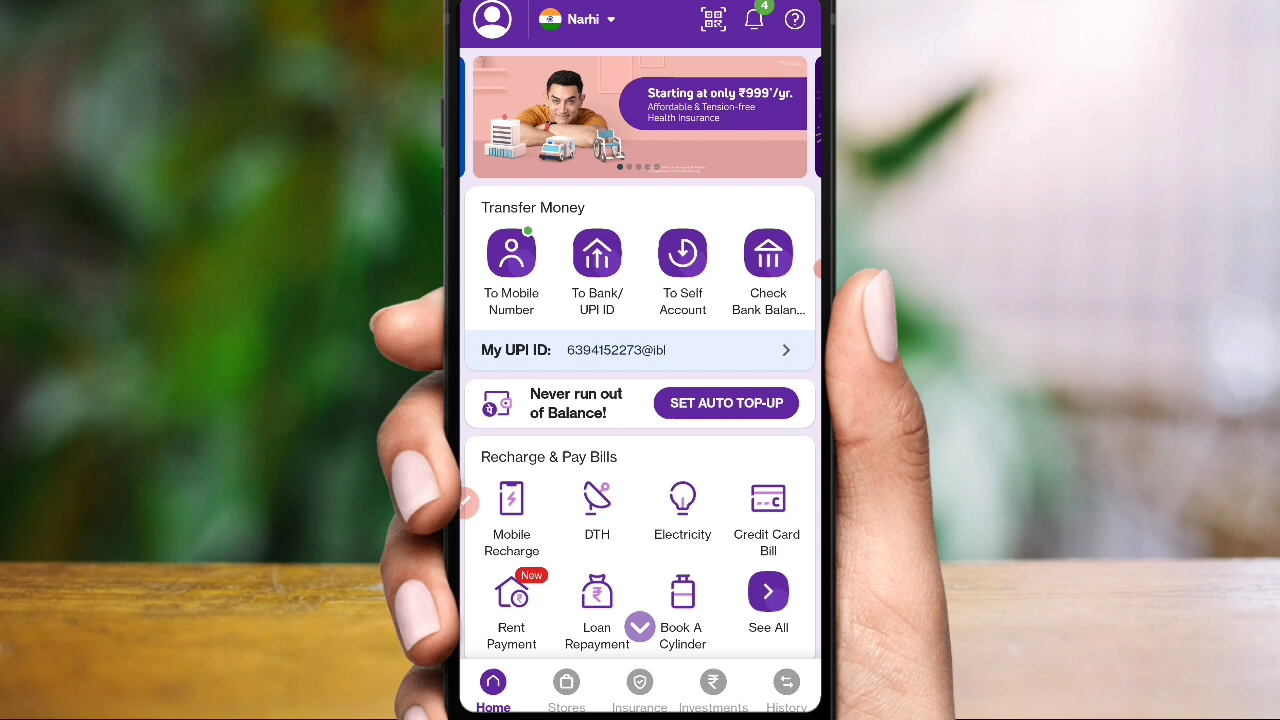 Narhi
4
Starting at only ₹999*/yr.
Affordable & Tension-free
Health Insurance
Transfer Money
To Mobile
Number
To Bank/
UPI ID
To Self
Account
Check
Bank Balan...
My UPI ID: 6394152273@ibl
Never run out
of Balance!
SET AUTO TOP-UP
Recharge & Pay Bills
Mobile
Recharge
DTH
Electricity
Credit Card
Bill
New
Rent
Payment
Loan
Repayment
Book A
Cylinder
See All
Home
Stores
Insurance
Investments
History